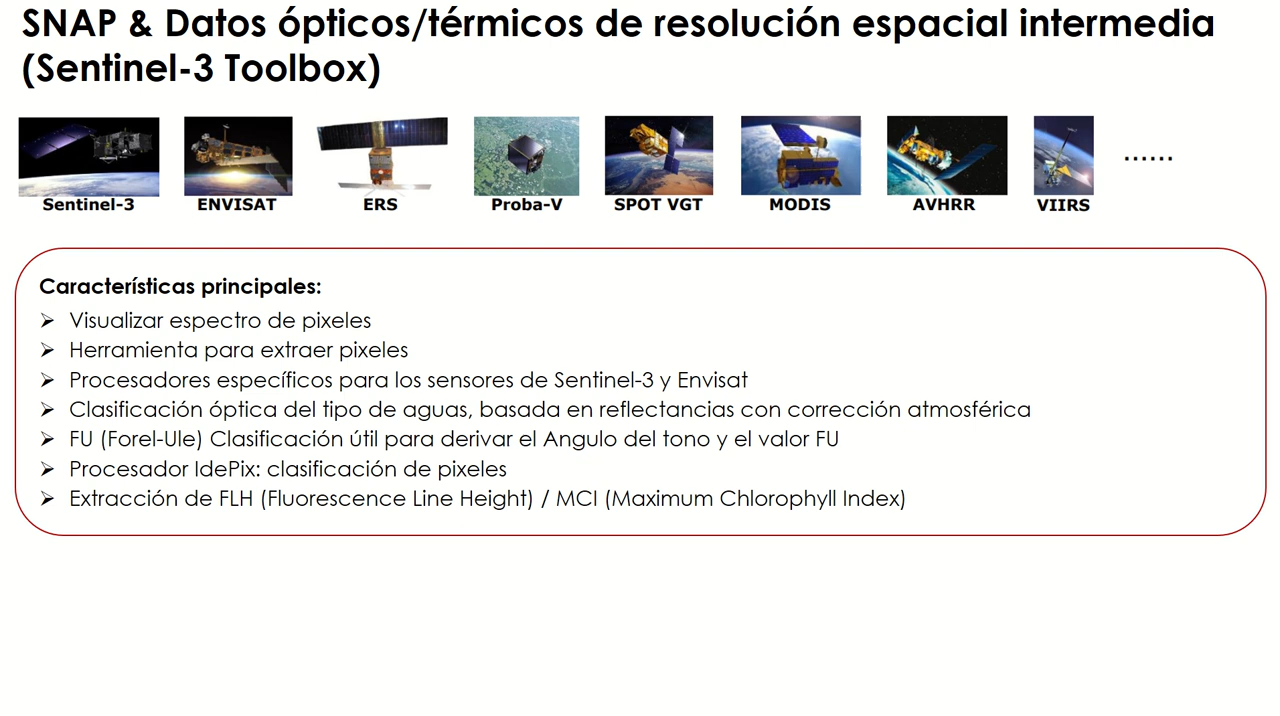 SNAP & Datos ópticos/térmicos de resolución espacial intermedia
(Sentinel-3 Toolbox)
Sentinel-3 ENVISAT ERS Proba-V SPOT VGT MODIS AVHRR VIIRS ......
Características principales:
➢ Visualizar espectro de pixeles
➢ Herramienta para extraer pixeles
➢ Procesadores específicos para los sensores de Sentinel-3 y Envisat
➢ Clasificación óptica del tipo de aguas, basada en reflectancias con corrección atmosférica
➢ FU (Forel-Ule) Clasificación útil para derivar el Angulo del tono y el valor FU
➢ Procesador IdePix: clasificación de pixeles
➢ Extracción de FLH (Fluorescence Line Height) / MCI (Maximum Chlorophyll Index)